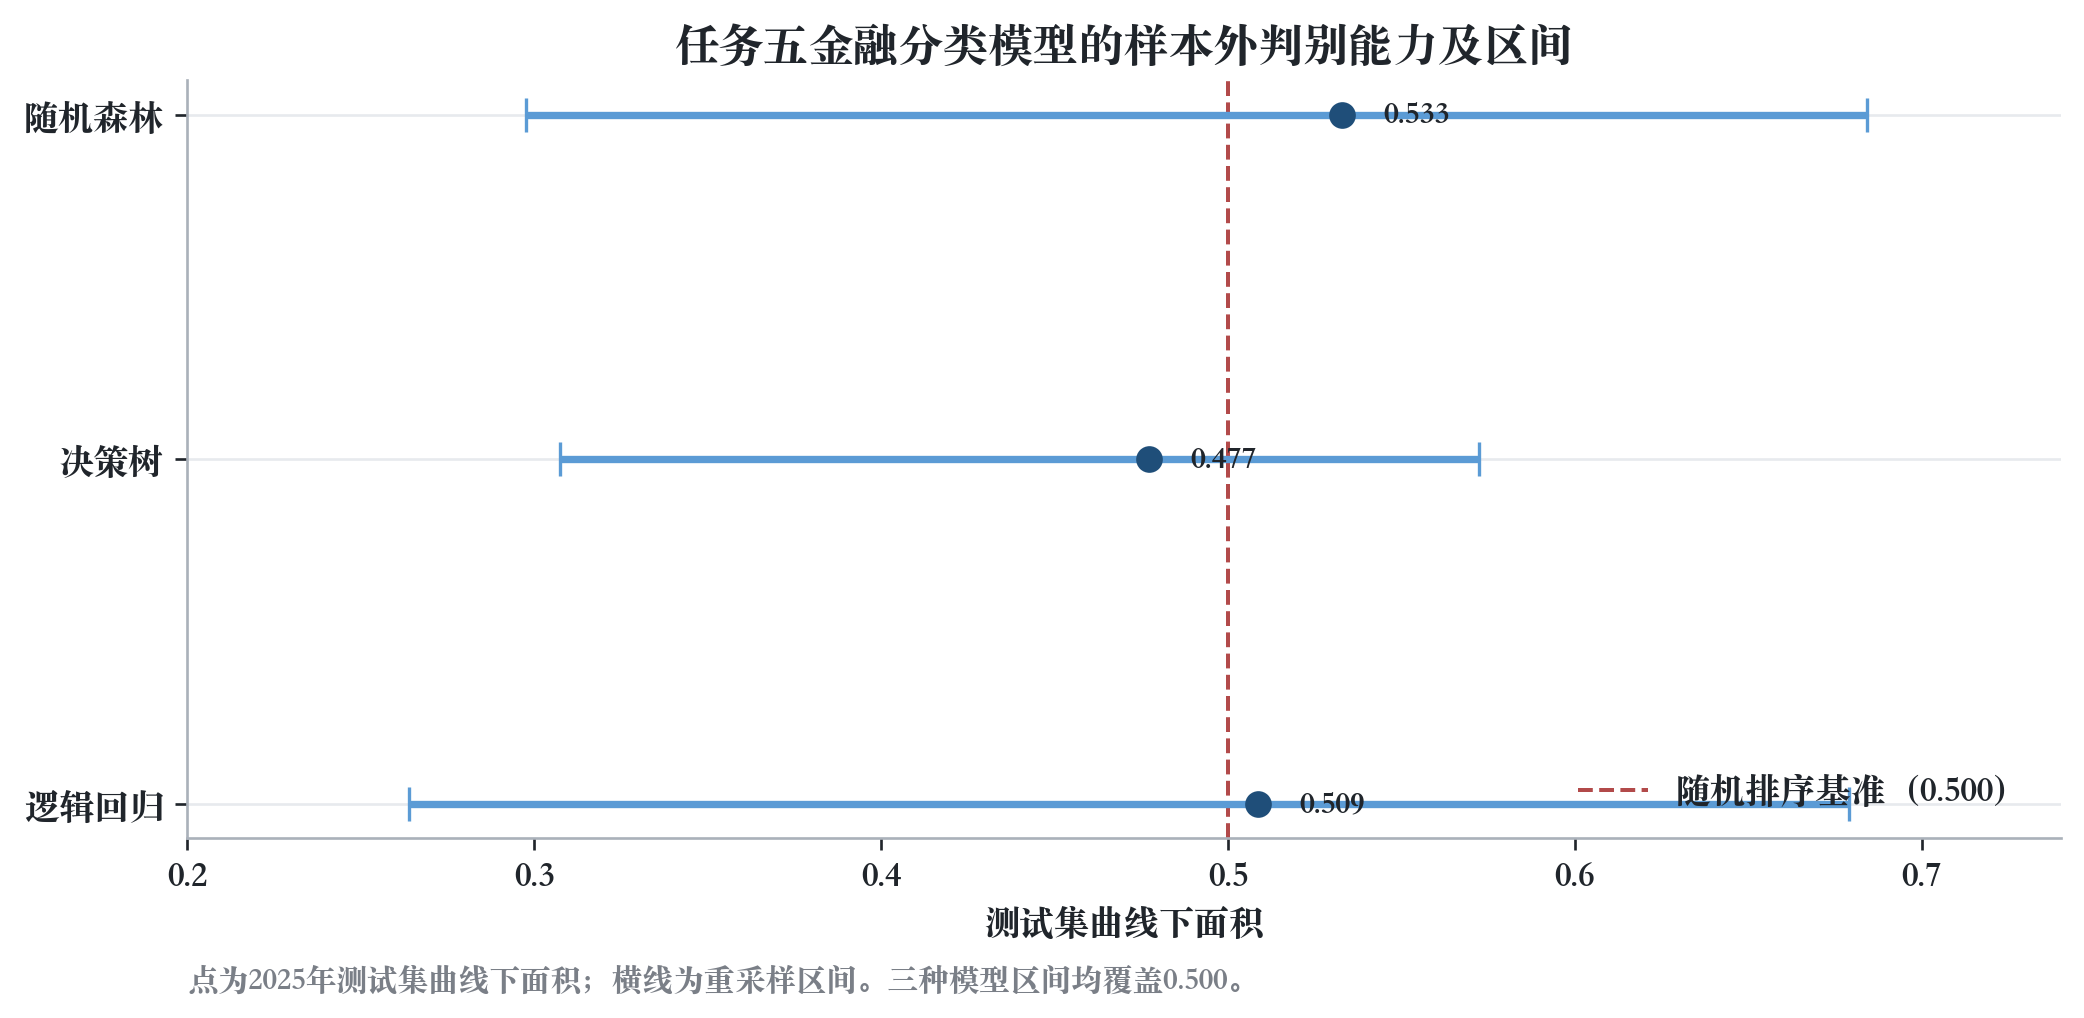 任务五金融分类模型的样本外判别能力及区间
随机森林
0.533
决策树
0.477
逻辑回归
0.509
随机排序基准（0.500）
0.2 0.3 0.4 0.5 0.6 0.7
测试集曲线下面积
点为2025年测试集曲线下面积；横线为重采样区间。三种模型区间均覆盖0.500。